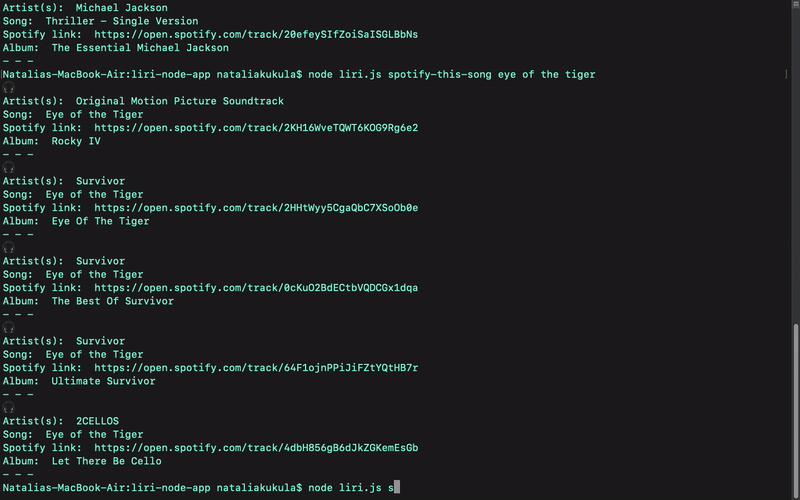 Artist(s):  Michael Jackson
Song:  Thriller - Single Version
Spotify link:  https://open.spotify.com/track/20efeySIfZoiSaISGLBbNs
Album:  The Essential Michael Jackson
- - -
Natalias-MacBook-Air:liri-node-app nataliakukula$ node liri.js spotify-this-song eye of the tiger
Artist(s):  Original Motion Picture Soundtrack
Song:  Eye of the Tiger
Spotify link:  https://open.spotify.com/track/2KH16WveTQWT6KOG9Rg6e2
Album:  Rocky IV
- - -
Artist(s):  Survivor
Song:  Eye of the Tiger
Spotify link:  https://open.spotify.com/track/2HHtWyy5CgaQbC7XSoOb0e
Album:  Eye Of The Tiger
- - -
Artist(s):  Survivor
Song:  Eye of the Tiger
Spotify link:  https://open.spotify.com/track/0cKuO2BdECtbVQDCGx1dqa
Album:  The Best Of Survivor
- - -
Artist(s):  Survivor
Song:  Eye of the Tiger
Spotify link:  https://open.spotify.com/track/64F1ojnPPiJiFZtYQtHB7r
Album:  Ultimate Survivor
- - -
Artist(s):  2CELLOS
Song:  Eye of the Tiger
Spotify link:  https://open.spotify.com/track/4dbH856gB6dJkZGKemEsGb
Album:  Let There Be Cello
- - -
Natalias-MacBook-Air:liri-node-app nataliakukula$ node liri.js s